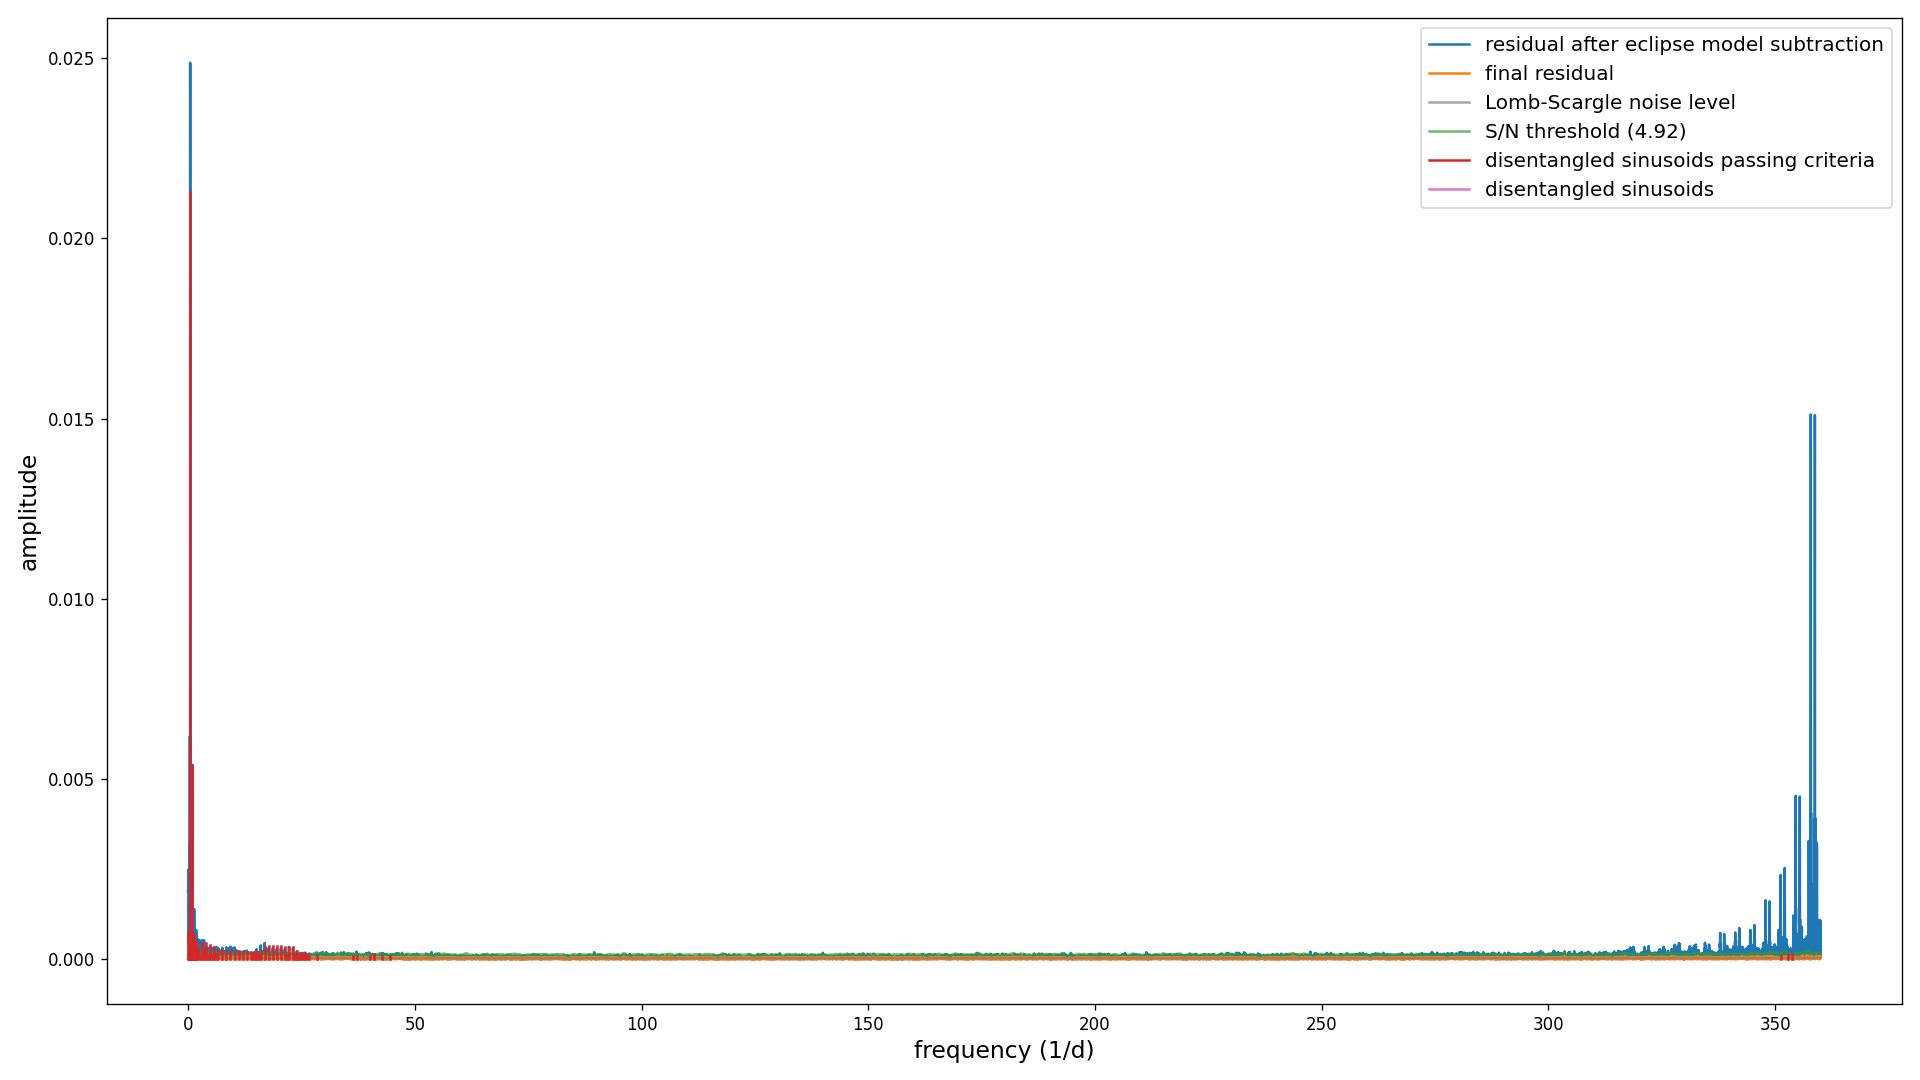 residual after eclipse model subtraction
final residual
Lomb-Scargle noise level
S/N threshold (4.92)
disentangled sinusoids passing criteria
disentangled sinusoids
0.025
0.020
0.015
0.010
0.005
0.000
amplitude
0 50 100 150 200 250 300 350
frequency (1/d)